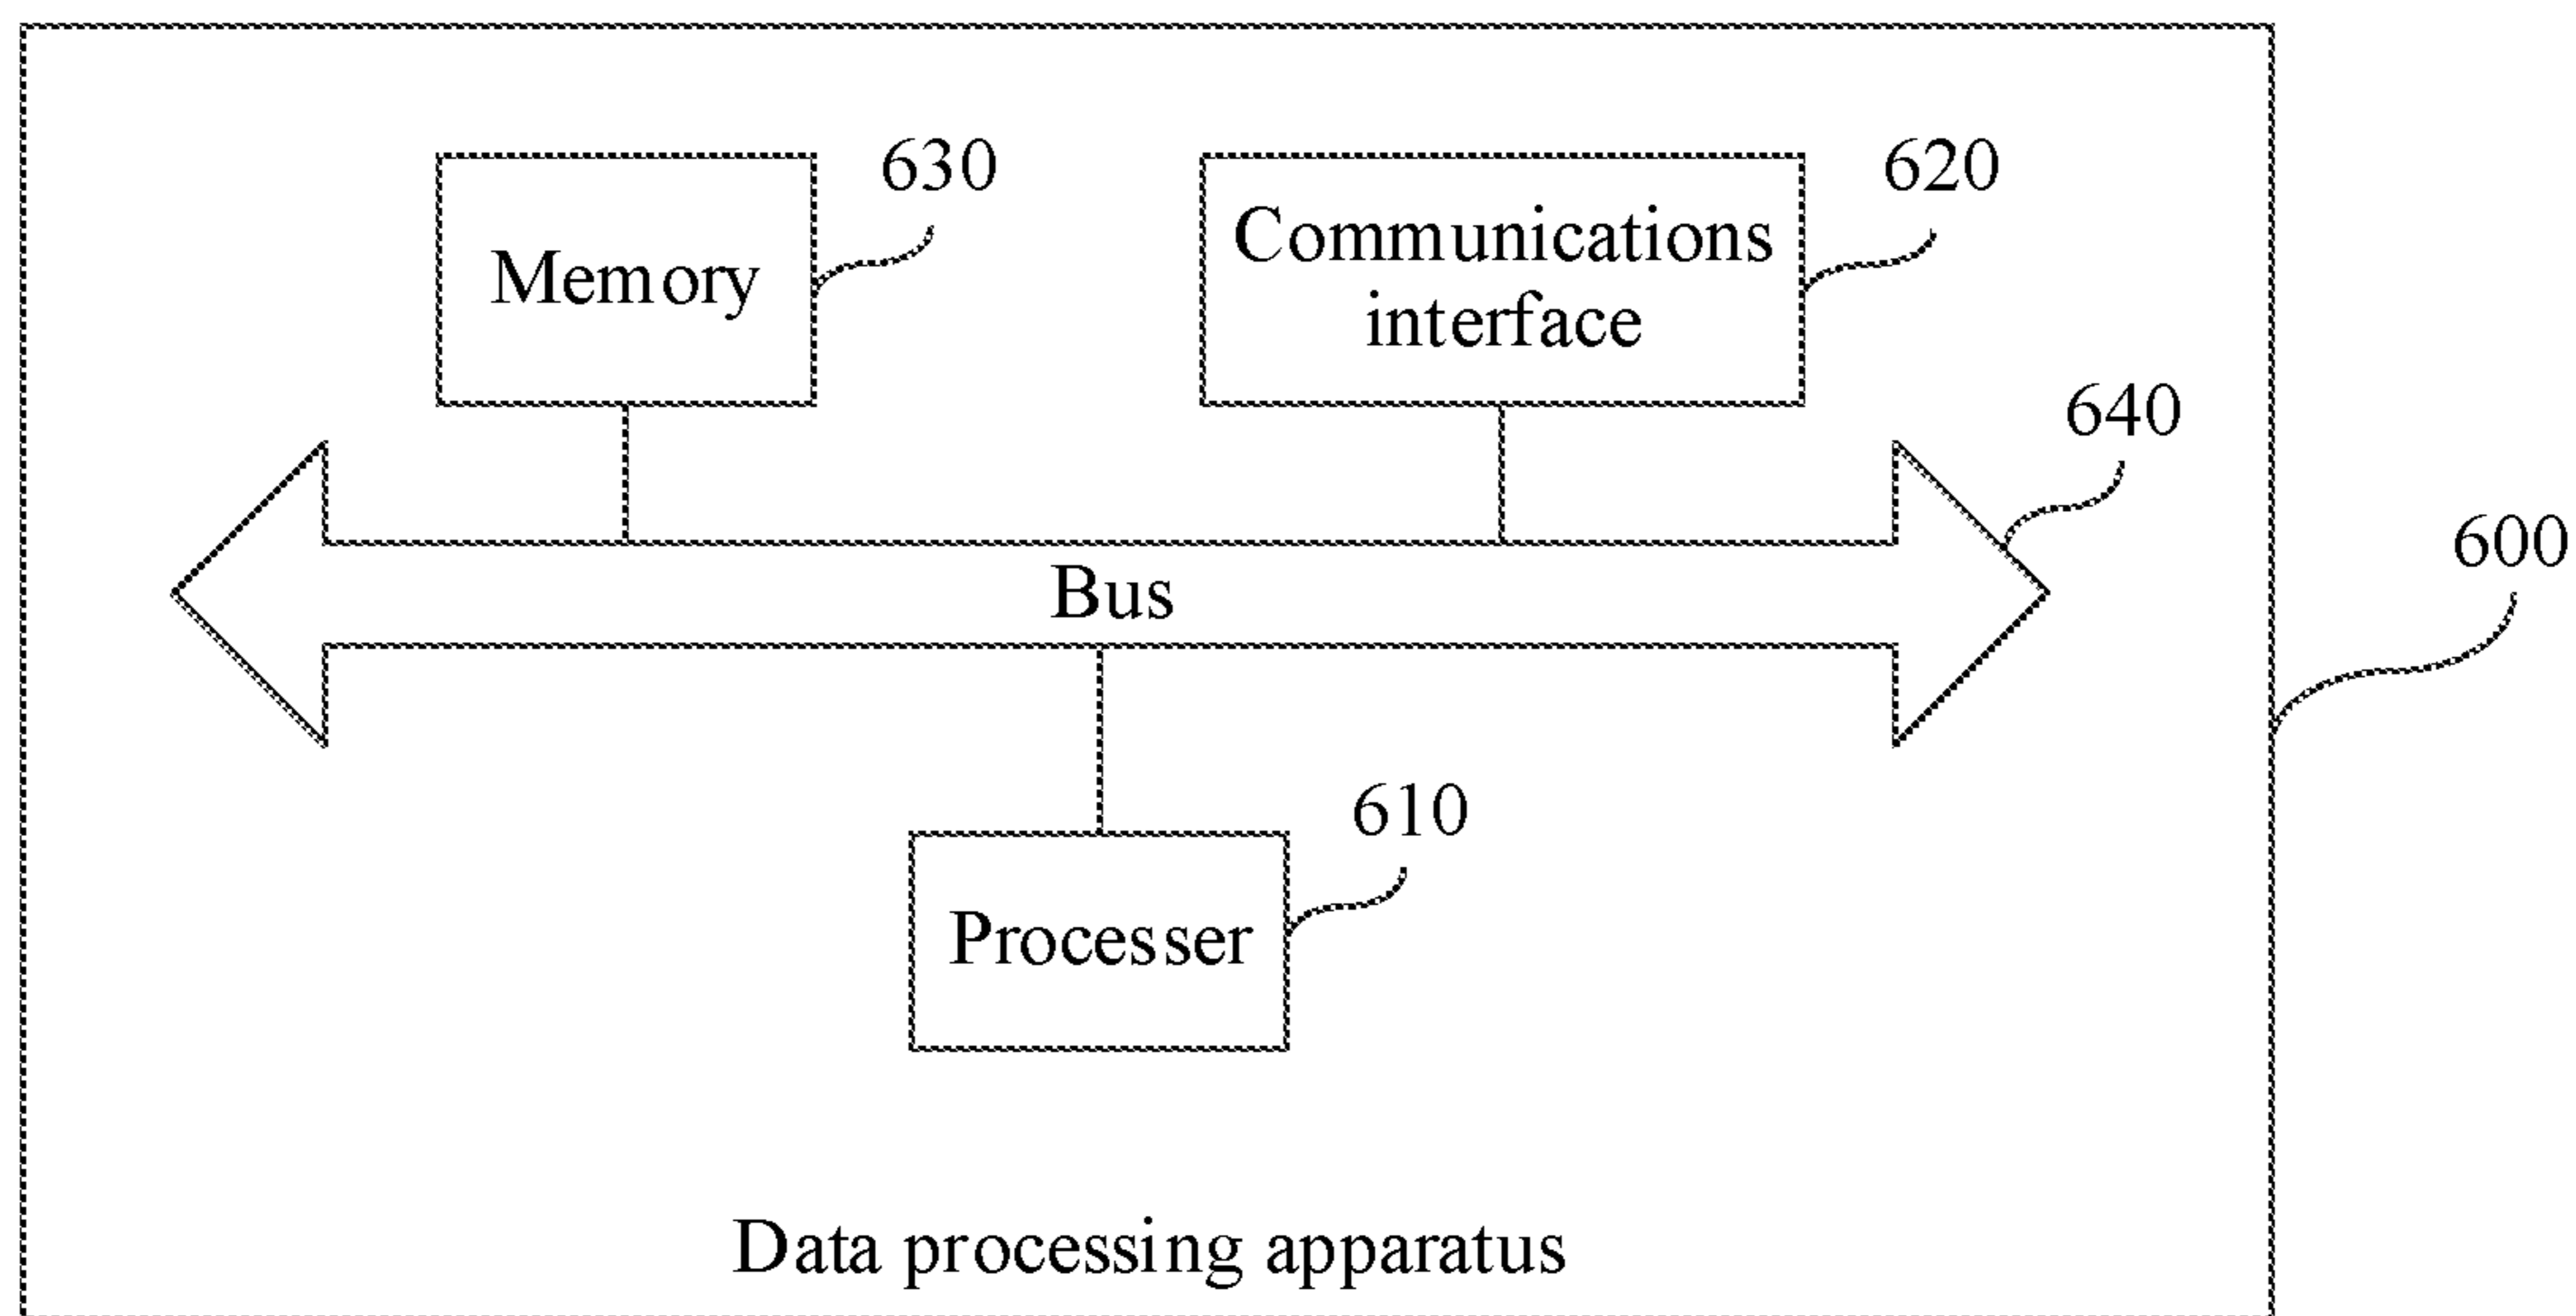 630
620
Memory
Communications
interface
640
600
Bus
610
Processer
Data processing apparatus